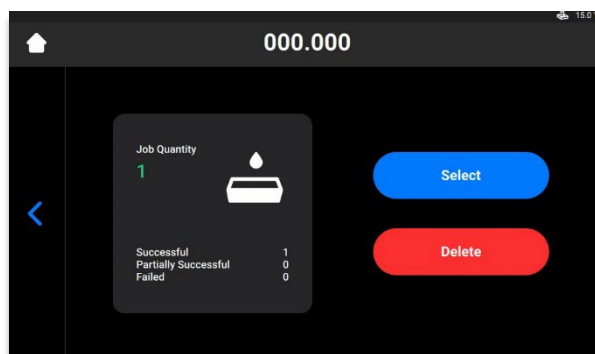 15.0
000.000
Job Quantity
1
Select
Successful 1
Partially Successful 0
Failed 0
Delete